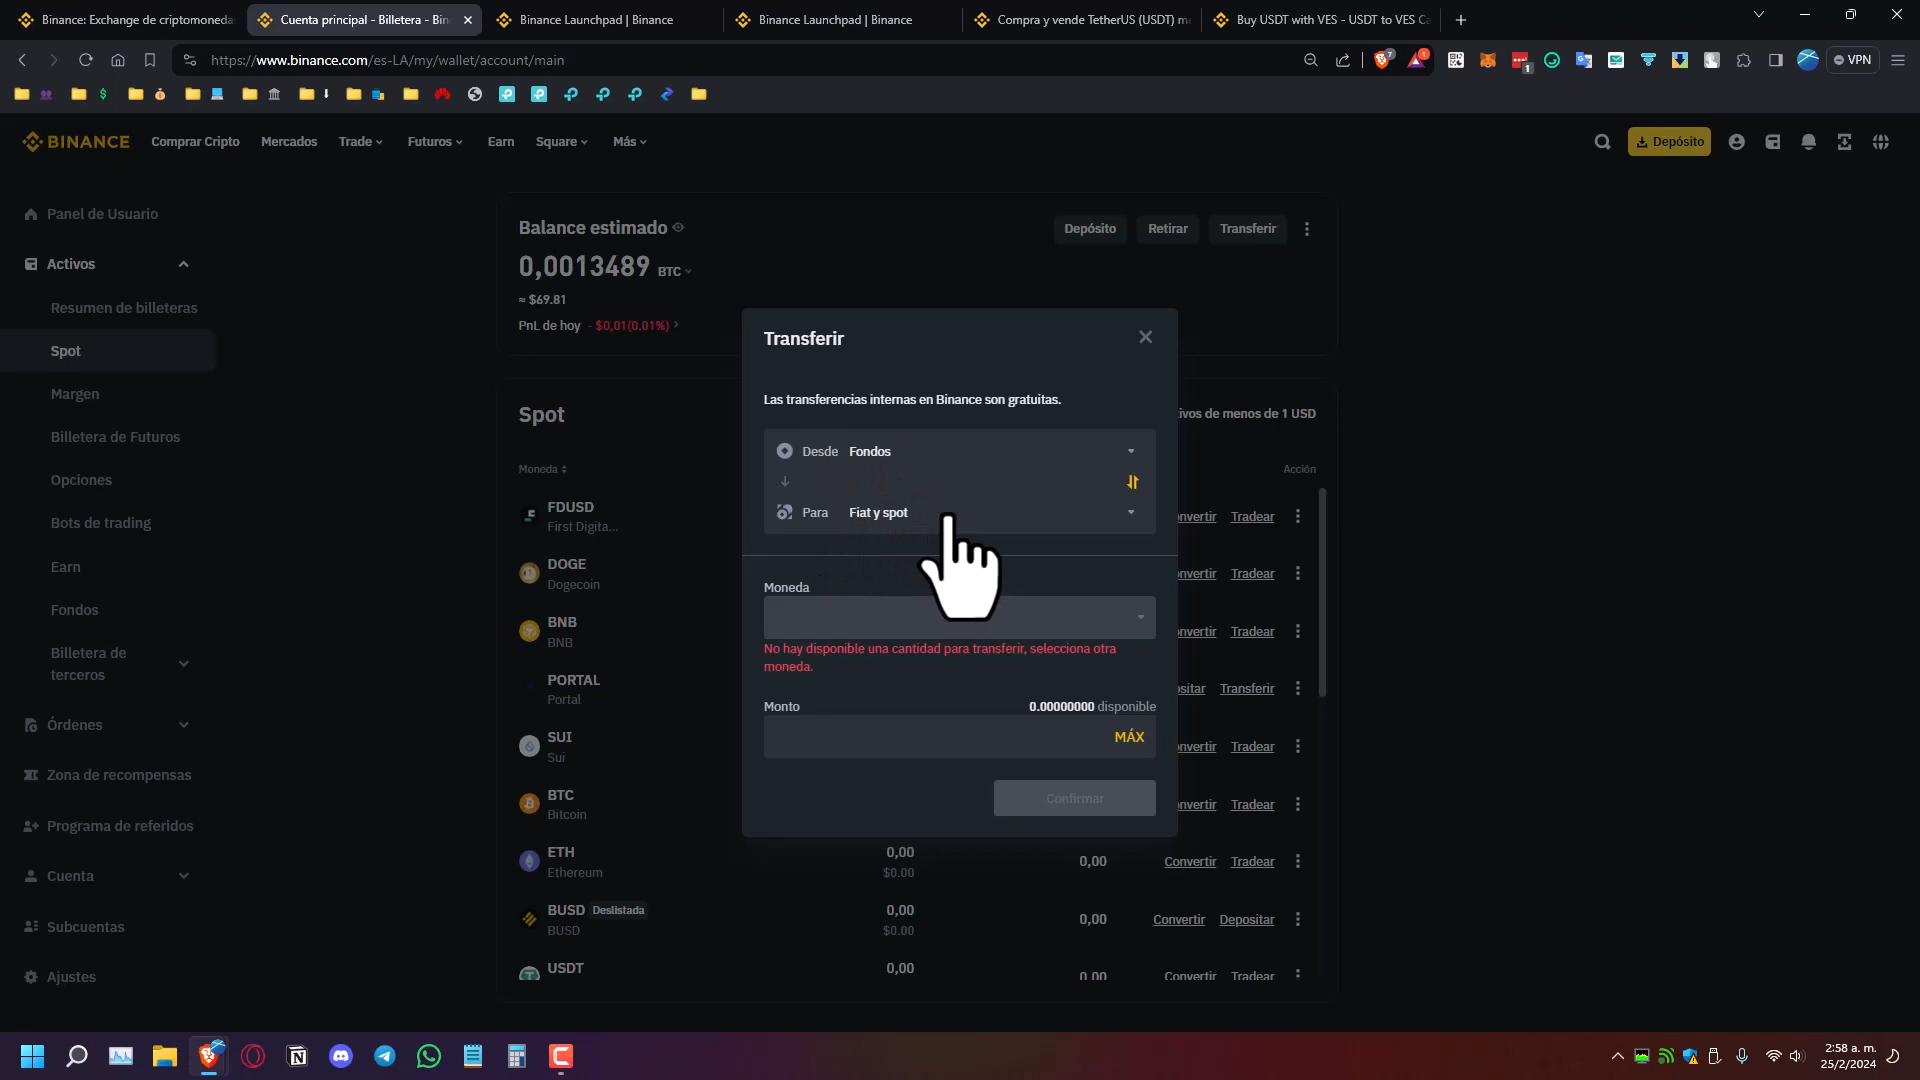 Binance: Exchange de criptomoneda
Cuenta principal - Billetera - Bin
Binance Launchpad | Binance
Binance Launchpad | Binance
Compra y vende TetherUS (USDT) m
Buy USDT with VES - USDT to VES Ca
https://www.binance.com/es-LA/my/wallet/account/main
7
1
1
VPN
BINANCE
Comprar Cripto
Mercados
Trade
Futuros
Earn
Square
Más
Depósito
Panel de Usuario
Activos
Resumen de billeteras
Spot
Margen
Billetera de Futuros
Opciones
Bots de trading
Earn
Fondos
Billetera de
terceros
Órdenes
Zona de recompensas
Programa de referidos
Cuenta
Subcuentas
Ajustes
Balance estimado
Depósito
Retirar
Transferir
0,0013489 BTC
≈ $69.81
PnL de hoy - $0,01(0.01%)
Spot
tivos de menos de 1 USD
Moneda
Acción
FDUSD
First Digita...
nvertir Tradear
DOGE
Dogecoin
nvertir Tradear
BNB
BNB
nvertir Tradear
PORTAL
Portal
ositar Transferir
SUI
Sui
nvertir Tradear
BTC
Bitcoin
nvertir Tradear
ETH
Ethereum
0,00
$0.00
0,00
Convertir Tradear
BUSD Deslistada
BUSD
0,00
$0.00
0,00
Convertir Depositar
USDT
0,00
0,00
Convertir Tradear
Transferir
Las transferencias internas en Binance son gratuitas.
Desde Fondos
Para Fiat y spot
Moneda
No hay disponible una cantidad para transferir, selecciona otra
moneda.
Monto
0.00000000 disponible
MÁX
Confirmar
2:58 a. m.
25/2/2024